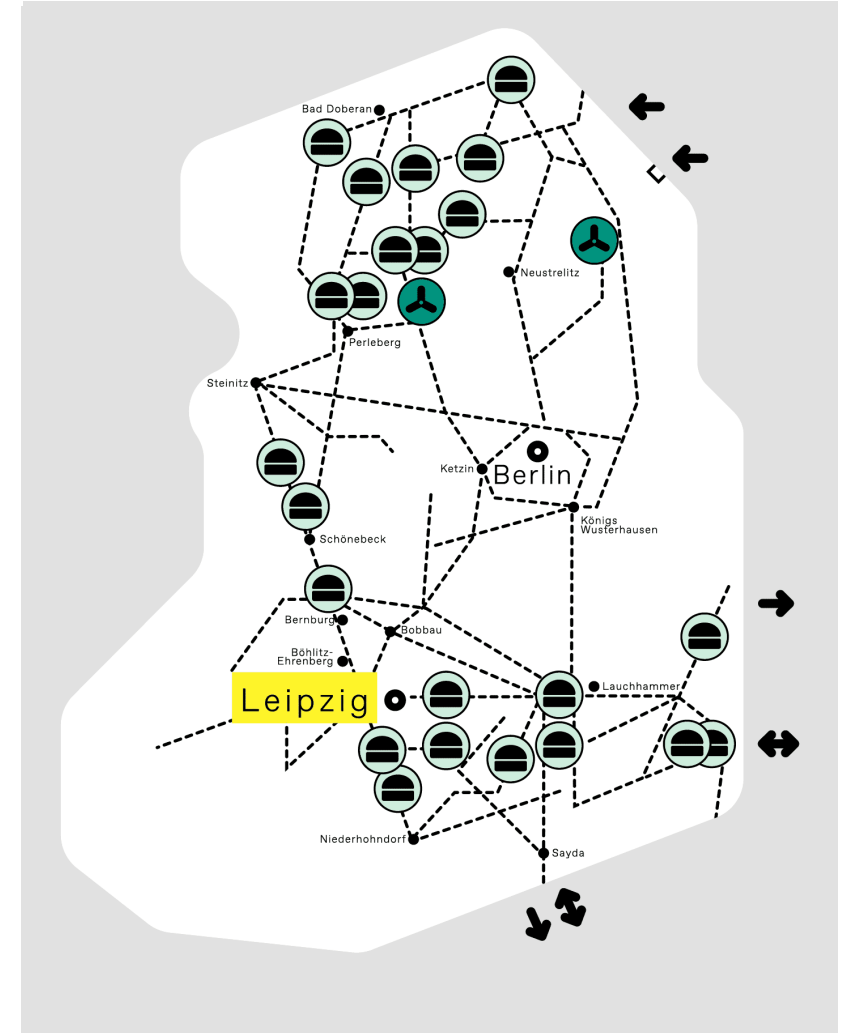 Bad Doberan
Neustrelitz
Perleberg
Steinitz
Ketzin
Berlin
Königs
Wusterhausen
Schönebeck
Bernburg
Bobbau
Böhlitz-
Ehrenberg
Leipzig
Lauchhammer
Niederhohndorf
Sayda